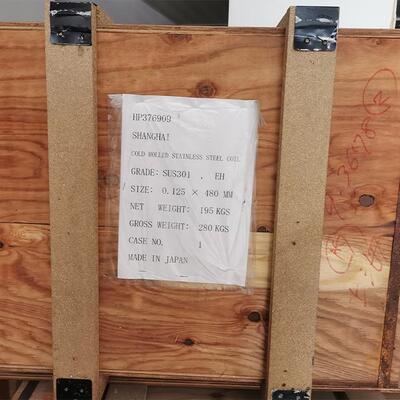 HP376909
SHANGHAI
COLD ROLLED STAINLESS STEEL COIL
GRADE: SUS301 . EH
SIZE: 0.125 × 480 MM
NET WEIGHT: 195 KGS
GROSS WEIGHT: 280 KGS
CASE NO. 1
MADE IN JAPAN